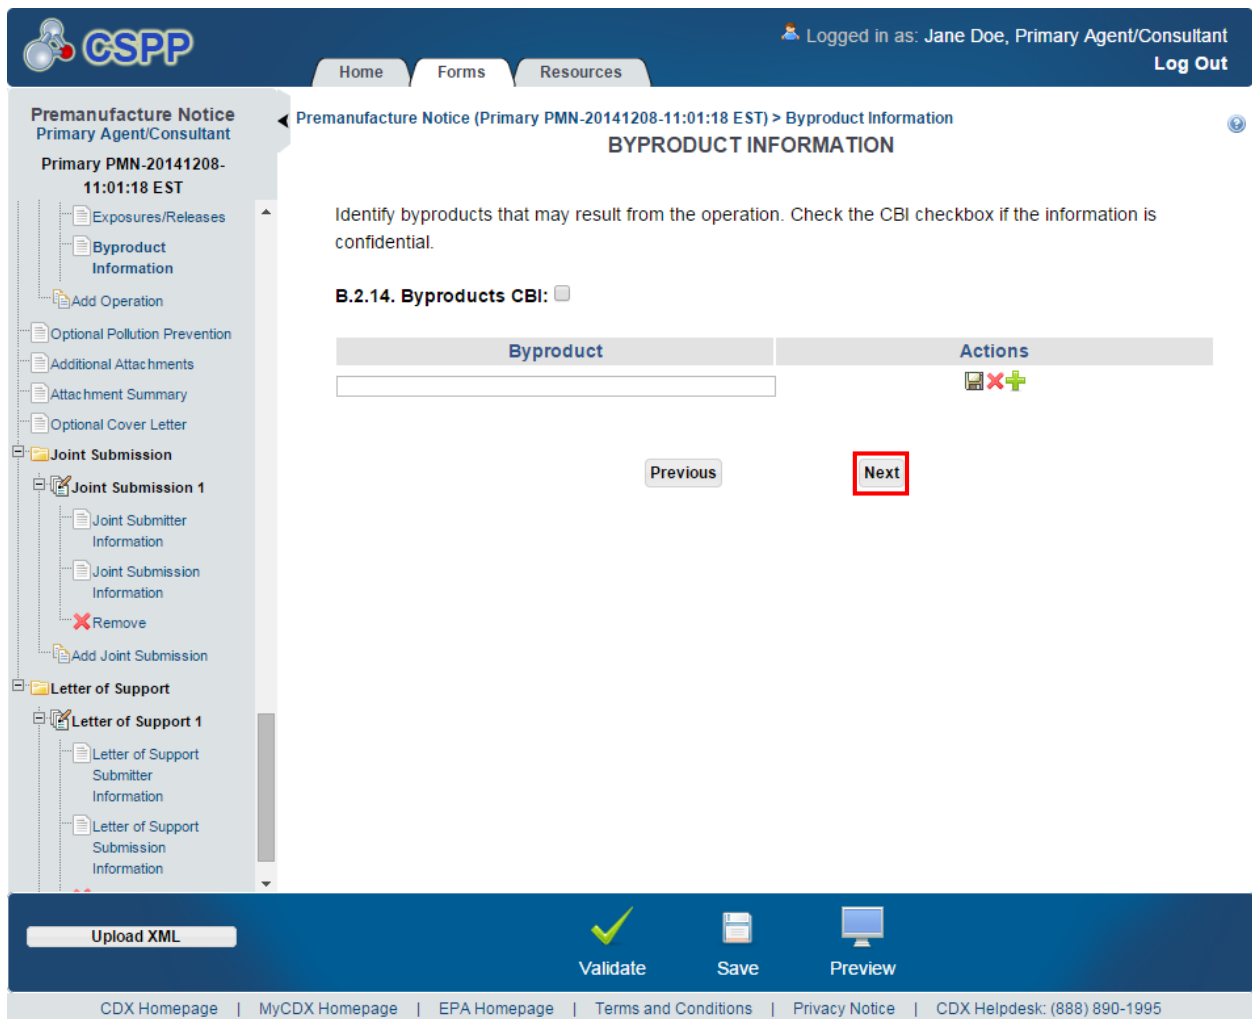 CSPP
Logged in as: Jane Doe, Primary Agent/Consultant
Log Out
Home
Forms
Resources
Premanufacture Notice
Primary Agent/Consultant
Primary PMN-20141208-
11:01:18 EST
Exposures/Releases
Byproduct
Information
Add Operation
Optional Pollution Prevention
Additional Attachments
Attachment Summary
Optional Cover Letter
Joint Submission
Joint Submission 1
Joint Submitter
Information
Joint Submission
Information
Remove
Add Joint Submission
Letter of Support
Letter of Support 1
Letter of Support
Submitter
Information
Letter of Support
Submission
Information
Premanufacture Notice (Primary PMN-20141208-11:01:18 EST) > Byproduct Information
BYPRODUCT INFORMATION
Identify byproducts that may result from the operation. Check the CBI checkbox if the information is
confidential.
B.2.14. Byproducts CBI:
Byproduct
Actions
Previous
Next
Upload XML
Validate
Save
Preview
CDX Homepage | MyCDX Homepage | EPA Homepage | Terms and Conditions | Privacy Notice | CDX Helpdesk: (888) 890-1995